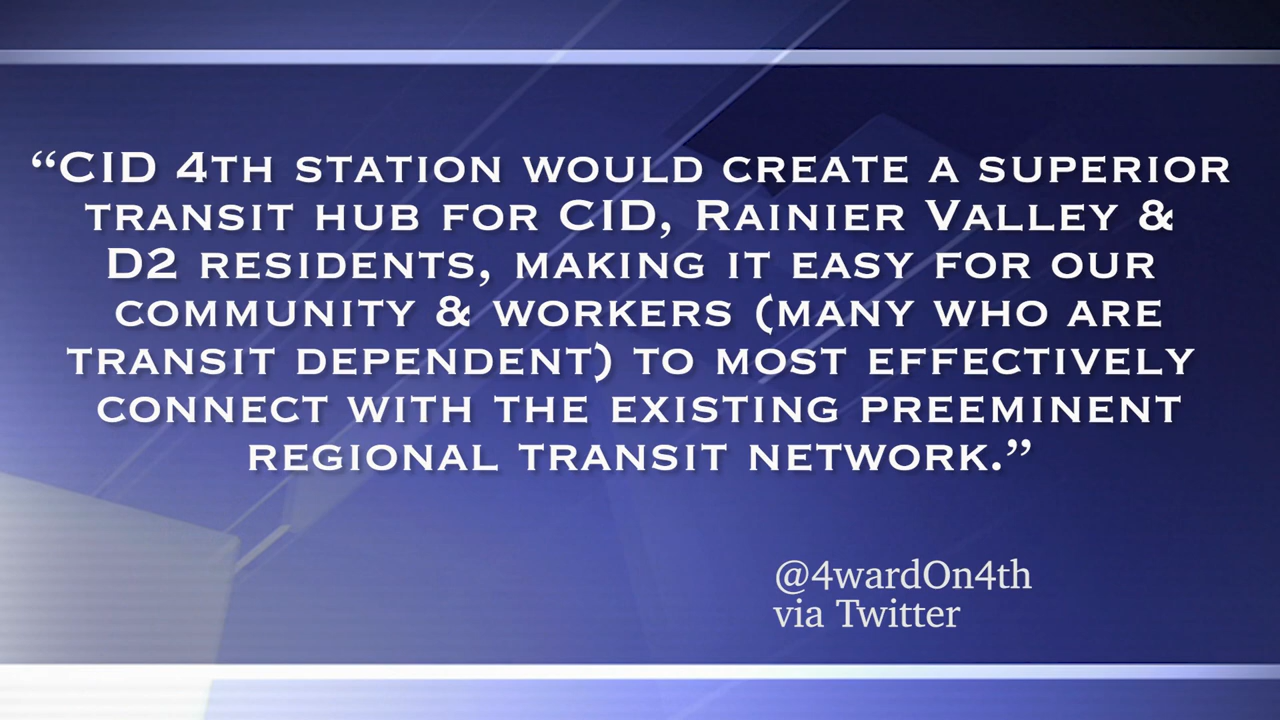 “CID 4TH STATION WOULD CREATE A SUPERIOR
TRANSIT HUB FOR CID, RAINIER VALLEY &
D2 RESIDENTS, MAKING IT EASY FOR OUR
COMMUNITY & WORKERS (MANY WHO ARE
TRANSIT DEPENDENT) TO MOST EFFECTIVELY
CONNECT WITH THE EXISTING PREEMINENT
REGIONAL TRANSIT NETWORK.”
@4wardOn4th
via Twitter